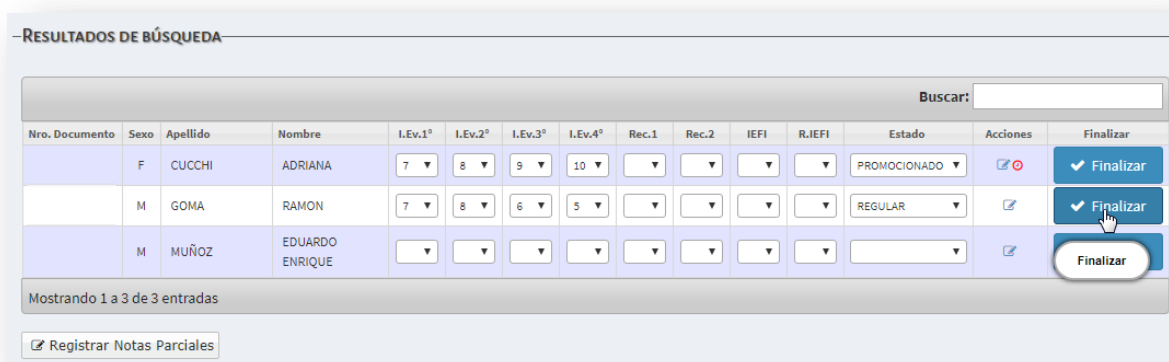 RESULTADOS DE BÚSQUEDA
Buscar:
Nro. Documento Sexo Apellido Nombre I.Ev.1° I.Ev.2° I.Ev.3° I.Ev.4° Rec.1 Rec.2 IEFI R.IEFI Estado Acciones Finalizar
F CUCCHI ADRIANA 7 8 9 10 PROMOCIONADO Finalizar
M GOMA RAMON 7 8 6 5 REGULAR Finalizar
M MUÑOZ EDUARDO
ENRIQUE
Finalizar
Mostrando 1 a 3 de 3 entradas
Registrar Notas Parciales